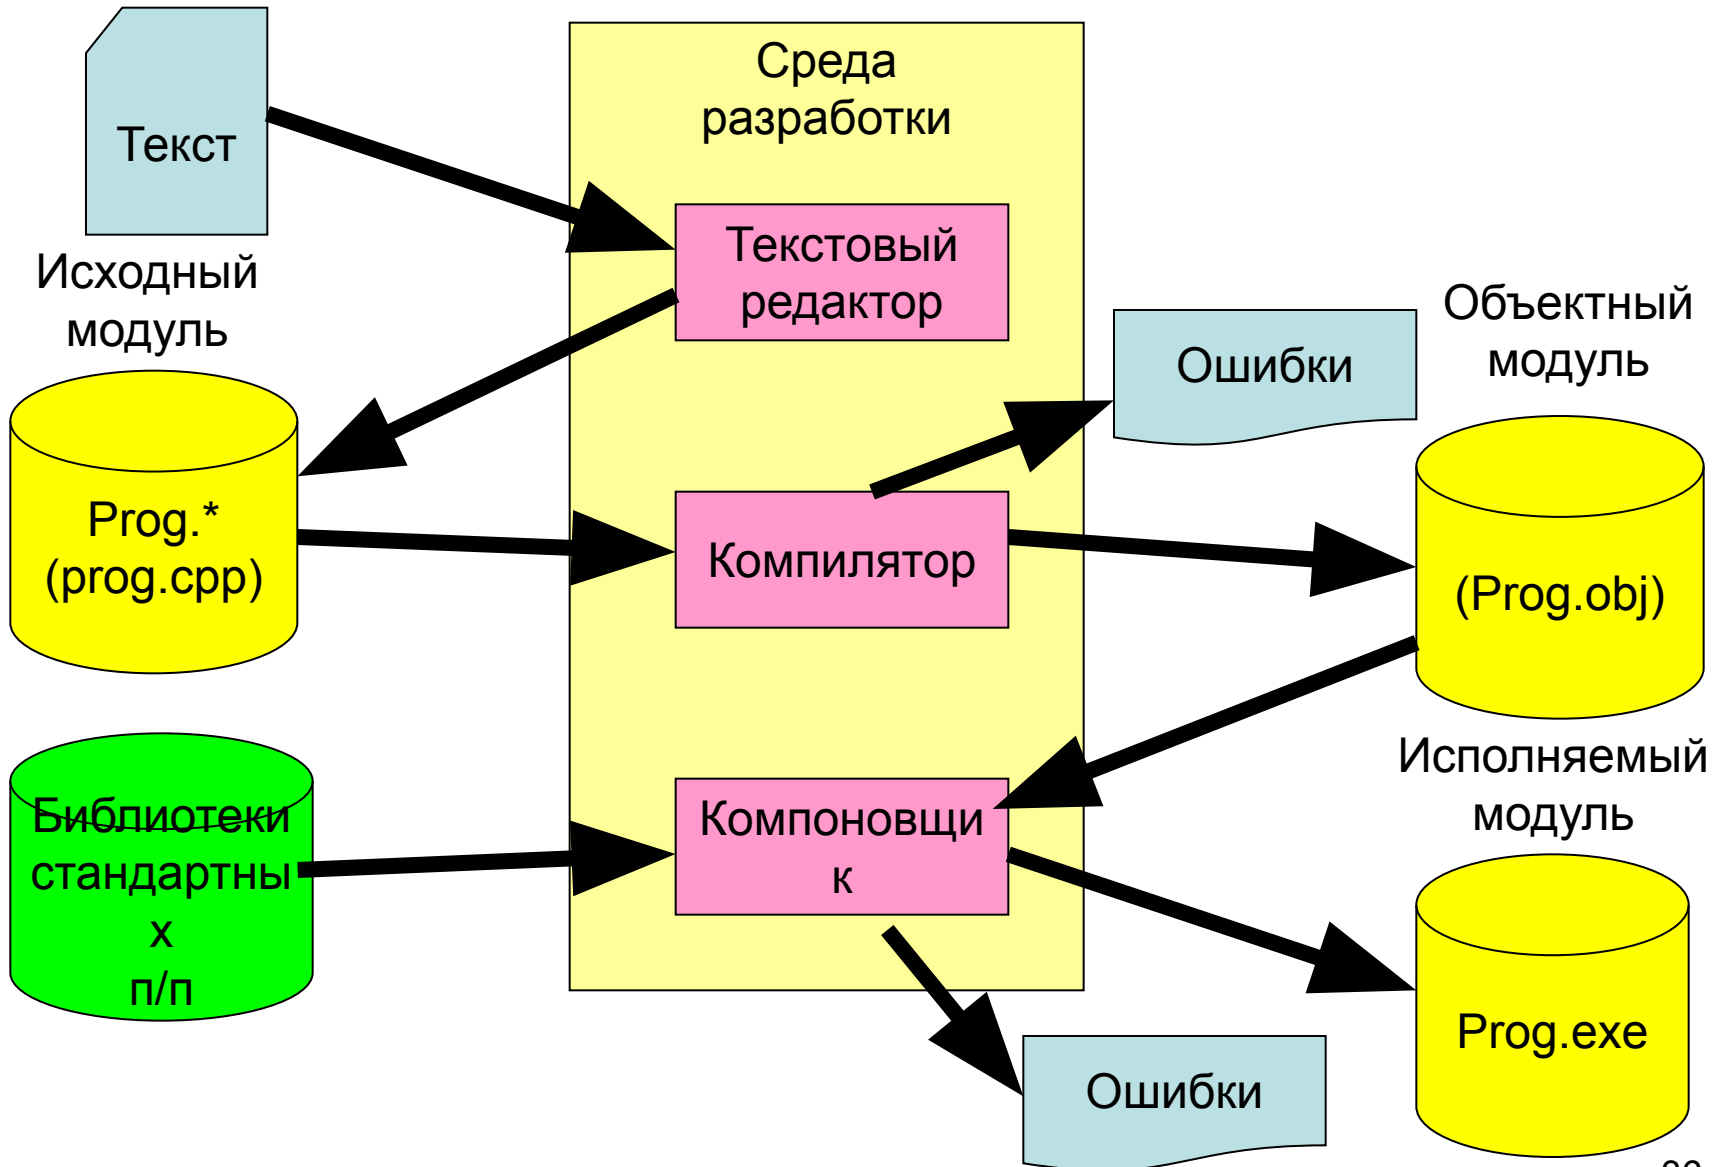 Среда
разработки
Текст
Текстовый
редактор
Исходный
модуль
Ошибки
Объектный
модуль
Prog.*
(prog.cpp)
Компилятор
(Prog.obj)
Библиотеки
стандартны
х
п/п
Компоновщи
к
Исполняемый
модуль
Prog.exe
Ошибки